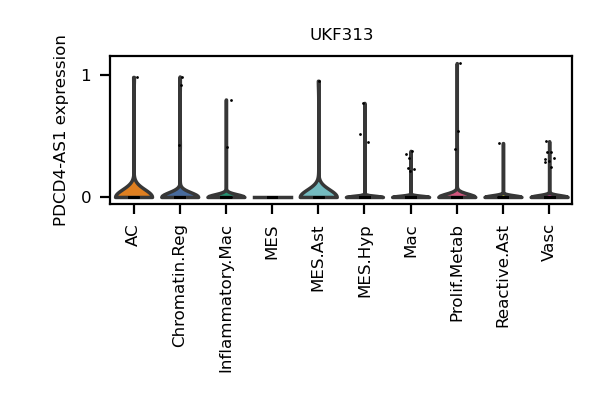 UKF313
PDCD4-AS1 expression
1
0
AC
Chromatin.Reg
Inflammatory.Mac
MES
MES.Ast
MES.Hyp
Mac
Prolif.Metab
Reactive.Ast
Vasc